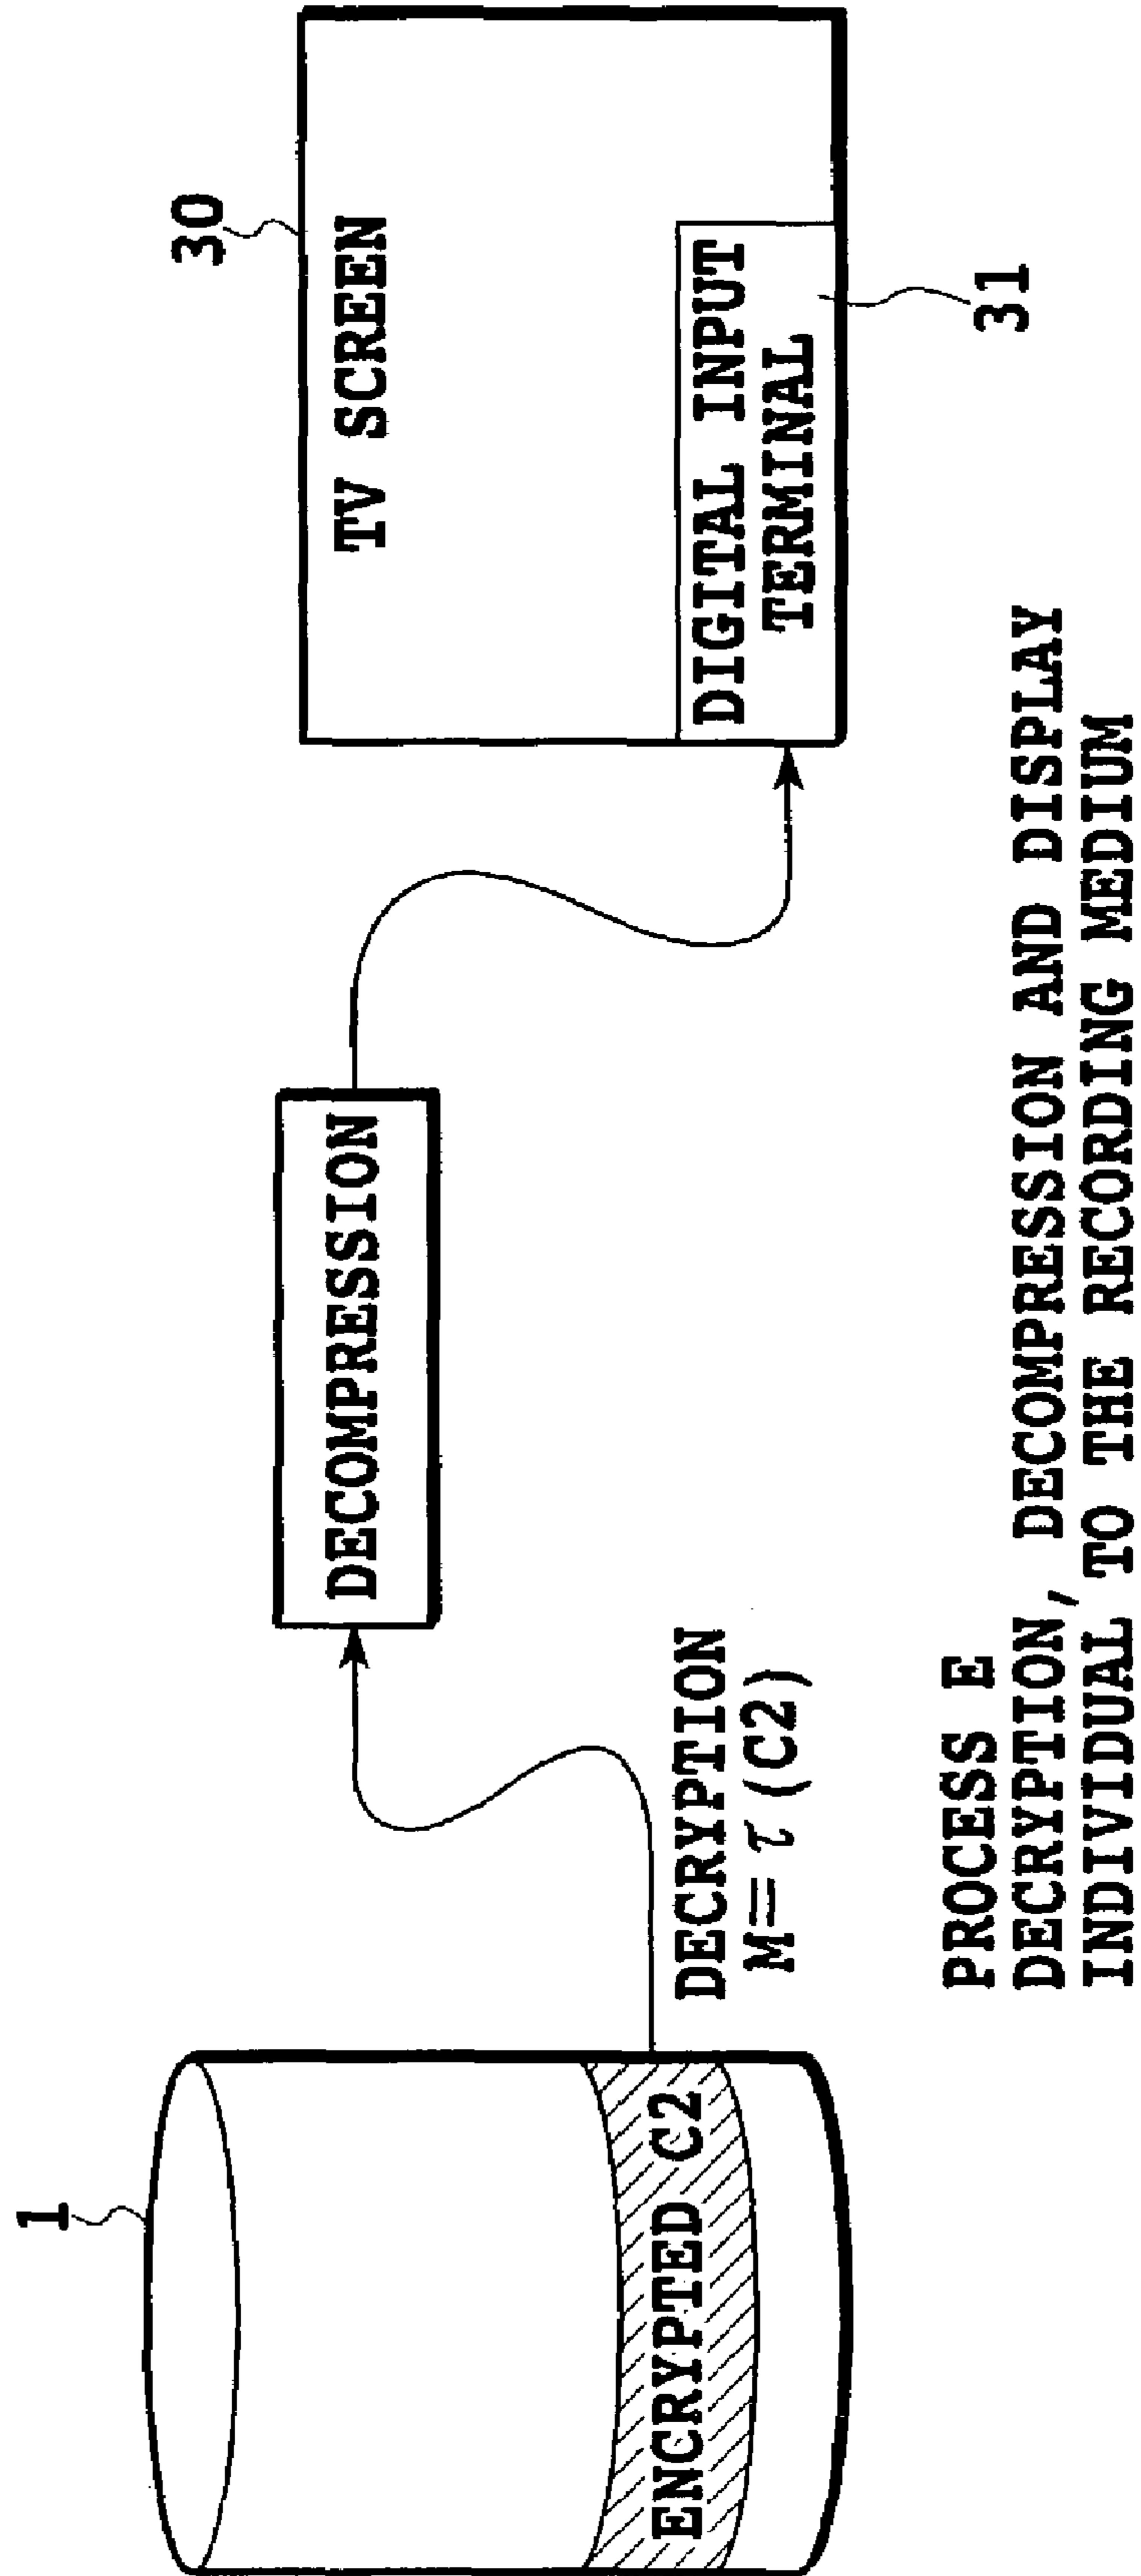 1
ENCRYPTED C2
DECRYPTION
M=τ(C2)
DECOMPRESSION
30
TV SCREEN
DIGITAL INPUT
TERMINAL
31
PROCESS E
DECRYPTION, DECOMPRESSION AND DISPLAY
INDIVIDUAL TO THE RECORDING MEDIUM